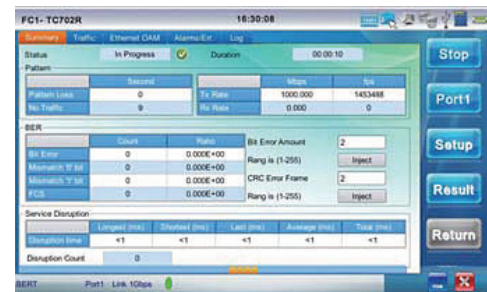 FC1- TC702R 16:30:08
Summary Traffic Ethernet OAM Alarms/Err. Log
Status In Progress Duration 00:00:10
Pattern
Second Mbps fps
Pattern Loss 0 Tx Rate 1000.000 1453488
No Traffic 9 Rx Rate 0.000 0
BER
Count Ratio Bit Error Amount 2
Bit Error 0 0.000E+00 Rang is (1-255) Inject
Mismatch '0' bit 0 0.000E+00
Mismatch '1' bit 0 0.000E+00 CRC Error Frame 2
FCS 0 0.000E+00 Rang is (1-255) Inject
Service Disruption
Longest (ms) Shortest (ms) Last (ms) Average (ms) Total (ms)
Disruption time <1 <1 <1 <1 <1
Disruption Count 0
BERT Port1 Link 1Gbps
Stop
Port1
Setup
Result
Return